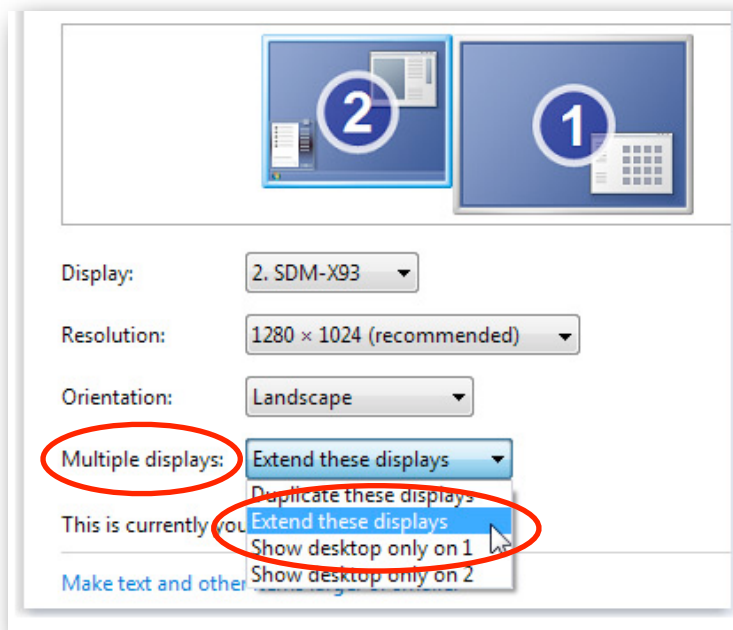 2
1
Display: 2. SDM-X93
Resolution: 1280 × 1024 (recommended)
Orientation: Landscape
Multiple displays: Extend these displays
Duplicate these displays
This is currently you Extend these displays
Show desktop only on 1
Make text and other Show desktop only on 2